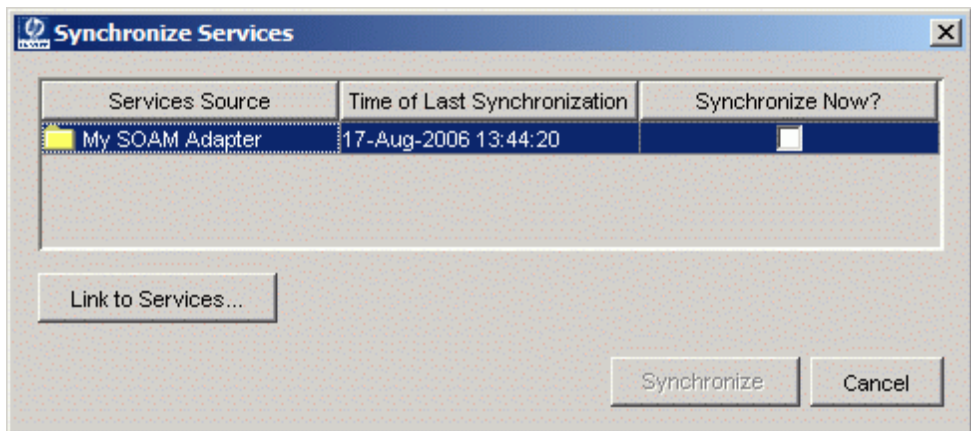 Synchronize Services
Services Source Time of Last Synchronization Synchronize Now?
My SOAM Adapter 17-Aug-2006 13:44:20
Link to Services...
Synchronize Cancel